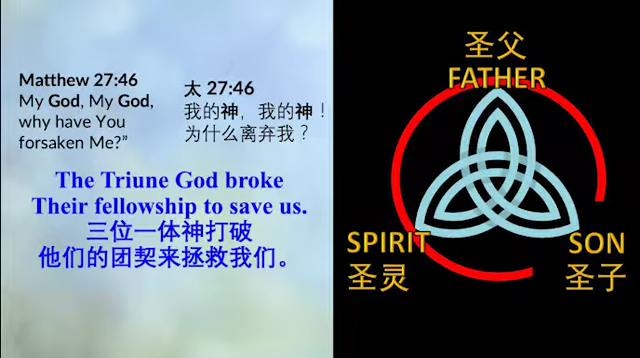 Matthew 27:46
My God, My God,
why have You
forsaken Me?”
太 27:46
我的神，我的神！
为什么离弃我？
The Triune God broke
Their fellowship to save us.
三位一体神打破
他们的团契来拯救我们。
圣父
FATHER
SPIRIT
圣灵
SON
圣子